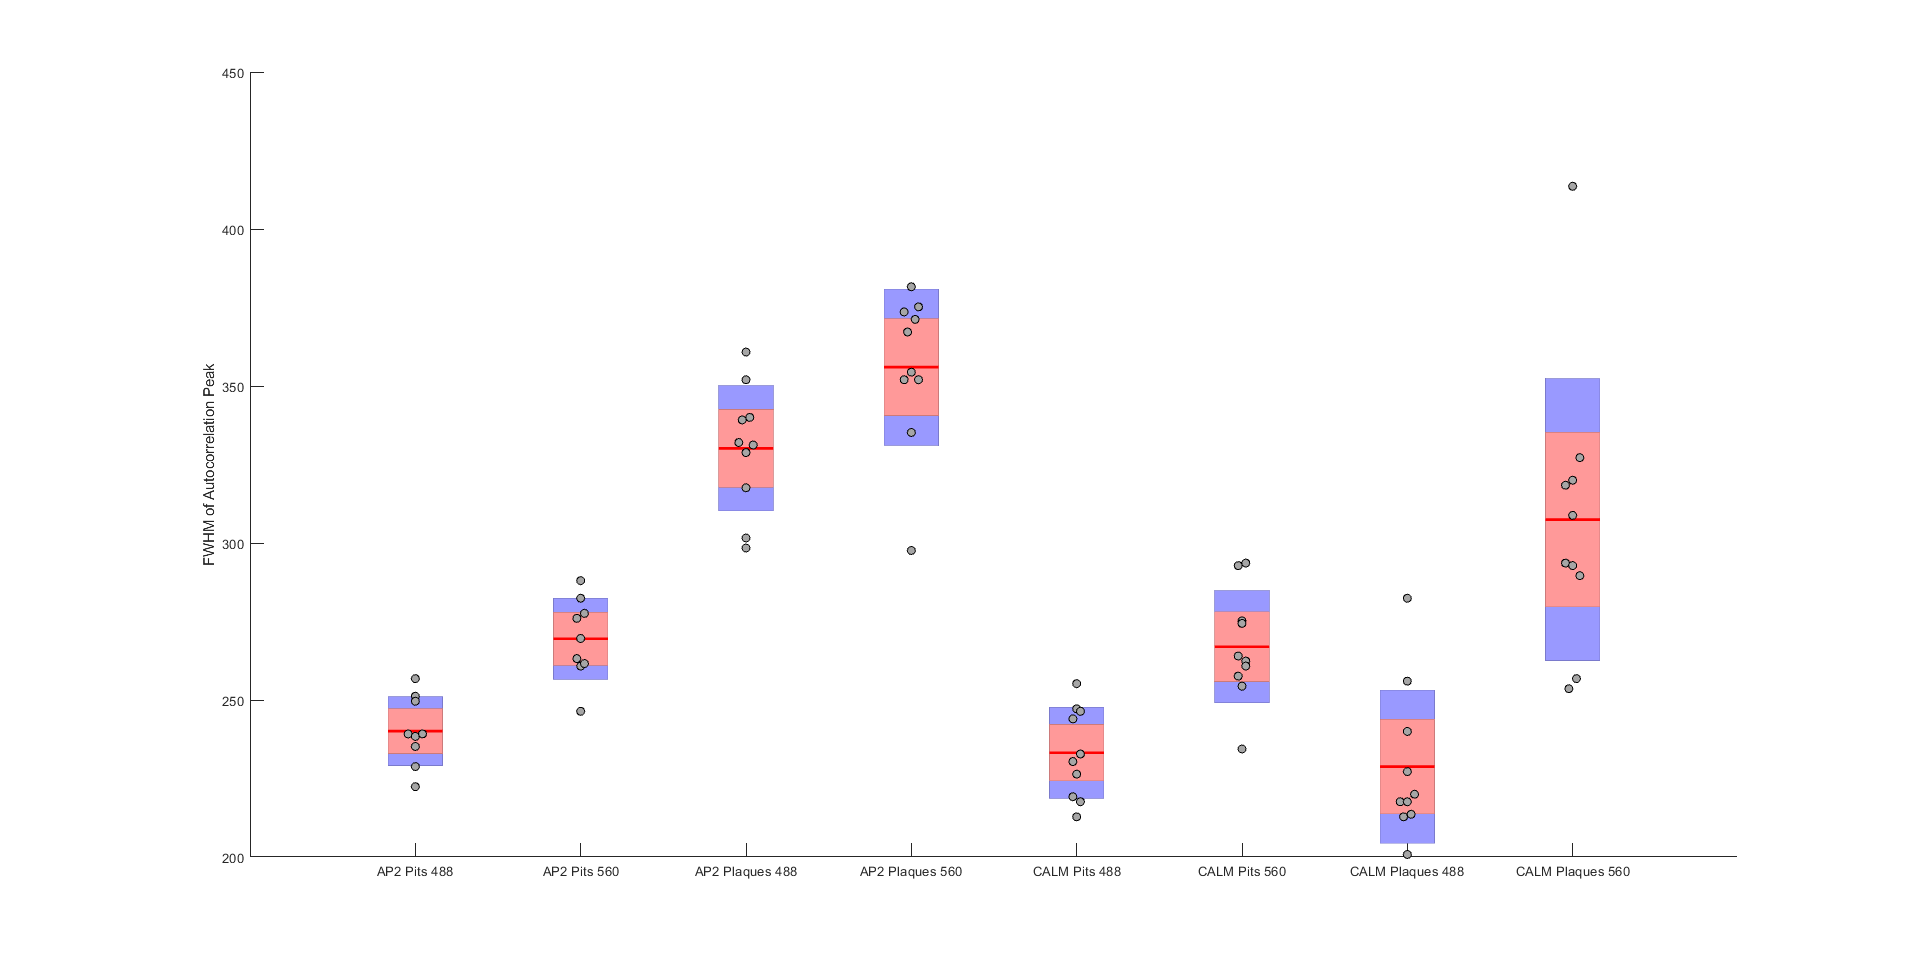 450
400
350
300
250
200
FWHM of Autocorrelation Peak
AP2 Pits 488
AP2 Pits 560
AP2 Plaques 488
AP2 Plaques 560
CALM Pits 488
CALM Pits 560
CALM Plaques 488
CALM Plaques 560